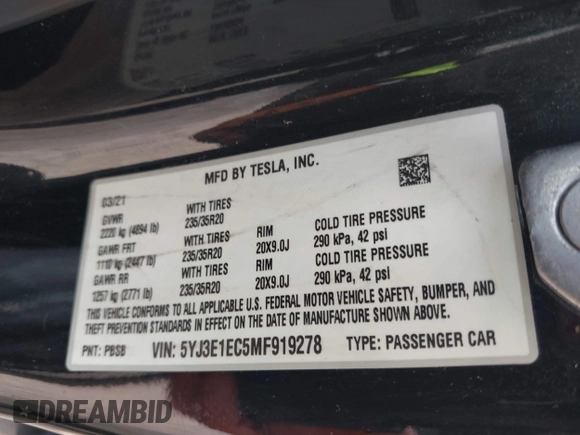 MFD BY TESLA, INC.
03/21
GVWR WITH TIRES
2220 kg (4894 lb) 235/35R20 RIM COLD TIRE PRESSURE
GAWR FRT WITH TIRES 20X9.0J 290 kPa, 42 psi
1110 kg (2447 lb) 235/35R20 RIM COLD TIRE PRESSURE
GAWR RR WITH TIRES 20X9.0J 290 kPa, 42 psi
1257 kg (2771 lb) 235/35R20
THIS VEHICLE CONFORMS TO ALL APPLICABLE U.S. FEDERAL MOTOR VEHICLE SAFETY, BUMPER, AND
THEFT PREVENTION STANDARDS IN EFFECT ON THE DATE OF MANUFACTURE SHOWN ABOVE.
PNT: PBSB VIN: 5YJ3E1EC5MF919278 TYPE: PASSENGER CAR
DREAMBID